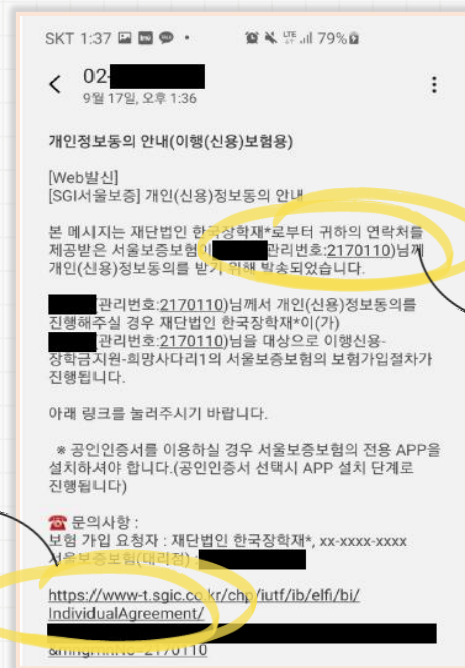 SKT 1:37 LTE 79%
02-
9월 17일, 오후 1:36
개인정보동의 안내(이행(신용)보험용)
[Web발신]
[SGI서울보증] 개인(신용)정보동의 안내
본 메시지는 재단법인 한국장학재*로부터 귀하의 연락처를
제공받은 서울보증보험이 관리번호:2170110)님께
개인(신용)정보동의를 받기 위해 발송되었습니다.
관리번호:2170110)님께서 개인(신용)정보동의를
진행해주실 경우 재단법인 한국장학재*이(가)
관리번호:2170110)님을 대상으로 이행신용-
장학금지원-희망사다리1의 서울보증보험의 보험가입절차가
진행됩니다.
아래 링크를 눌러주시기 바랍니다.
※ 공인인증서를 이용하실 경우 서울보증보험의 전용 APP을
설치하셔야 합니다.(공인인증서 선택시 APP 설치 단계로
진행됩니다)
☎ 문의사항 :
보험 가입 요청자 : 재단법인 한국장학재*, xx-xxxx-xxxx
서울보증보험(대리점) :
https://www-t.sgic.co.kr/chp/iutf/ib/elfi/bi/
IndividualAgreement/